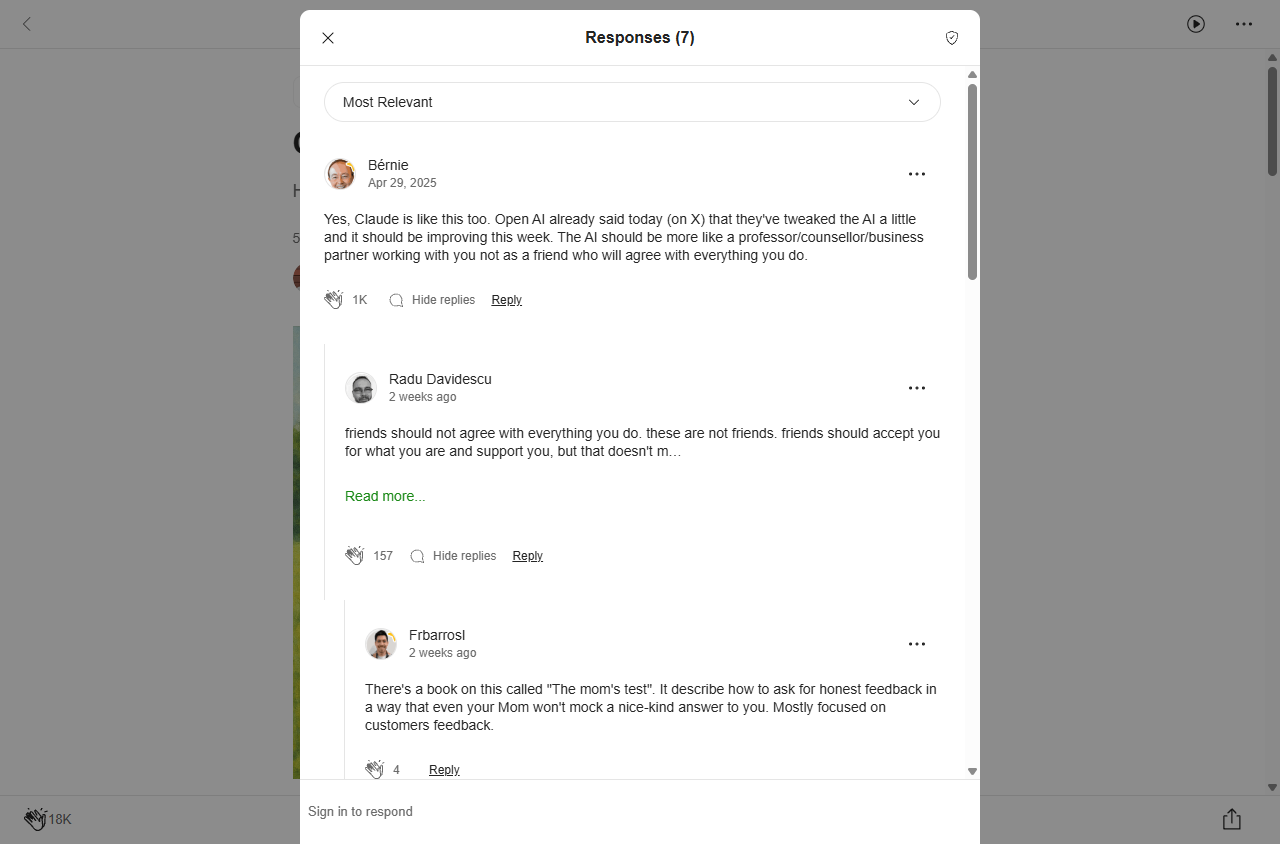 Responses (7)
Most Relevant
Bérnie
Apr 29, 2025
Yes, Claude is like this too. Open AI already said today (on X) that they've tweaked the AI a little
and it should be improving this week. The AI should be more like a professor/counsellor/business
partner working with you not as a friend who will agree with everything you do.
1K Hide replies Reply
Radu Davidescu
2 weeks ago
friends should not agree with everything you do. these are not friends. friends should accept you
for what you are and support you, but that doesn't m…
Read more...
157 Hide replies Reply
Frbarrosl
2 weeks ago
There's a book on this called "The mom's test". It describe how to ask for honest feedback in
a way that even your Mom won't mock a nice-kind answer to you. Mostly focused on
customers feedback.
4 Reply
Sign in to respond
18K